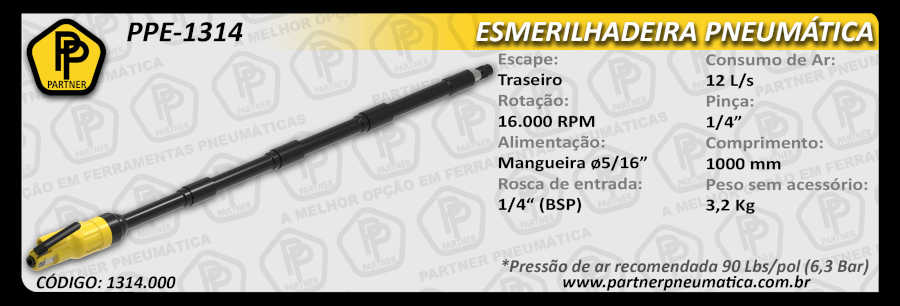 PPE-1314
ESMERILHADEIRA PNEUMÁTICA
PARTNER
Escape:
Traseiro
Rotação:
16.000 RPM
Alimentação:
Mangueira ø5/16”
Rosca de entrada:
1/4“ (BSP)
Consumo de Ar:
12 L/s
Pinça:
1/4”
Comprimento:
1000 mm
Peso sem acessório:
3,2 Kg
CÓDIGO: 1314.000
*Pressão de ar recomendada 90 Lbs/pol (6,3 Bar)
www.partnerpneumatica.com.br